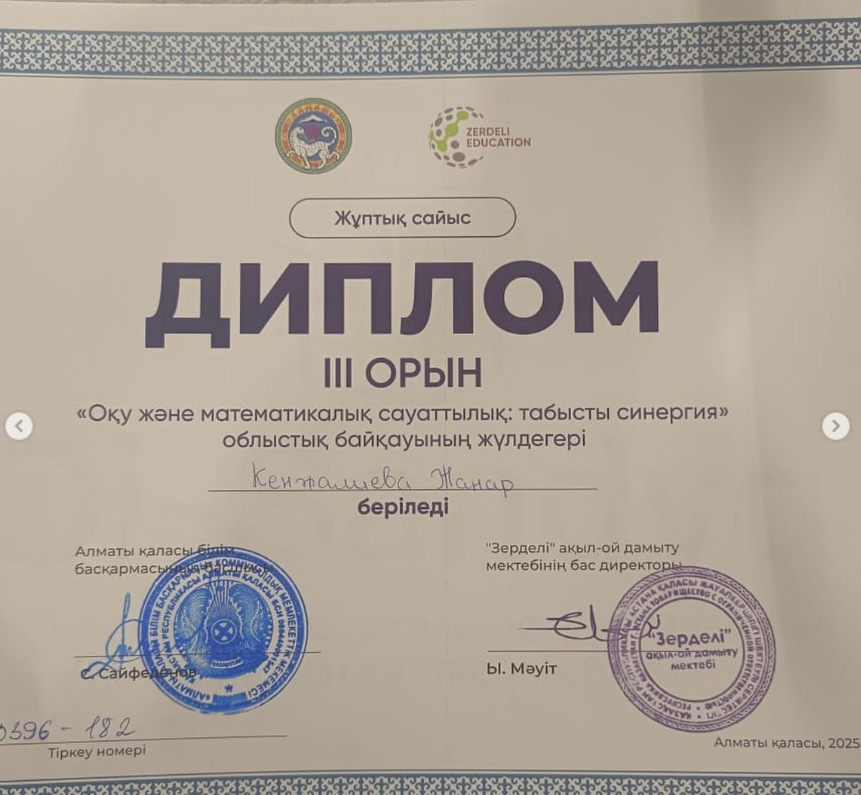 ZERDELI
EDUCATION
Жұптық сайыс
ДИПЛОМ
III ОРЫН
«Оқу және математикалық сауаттылық: табысты синергия»
облыстық байқауының жүлдегері
Кенжалиева Жанар
беріледі
Алматы қаласы білім
басқармасының басшысы
С. Сайфеденов
"Зерделі" ақыл-ой дамыту
мектебінің бас директоры
Ы. Мәуіт
"Зерделі"
ақыл-ой дамыту
мектебі
0396 - 182
Тіркеу номері
Алматы қаласы, 2025